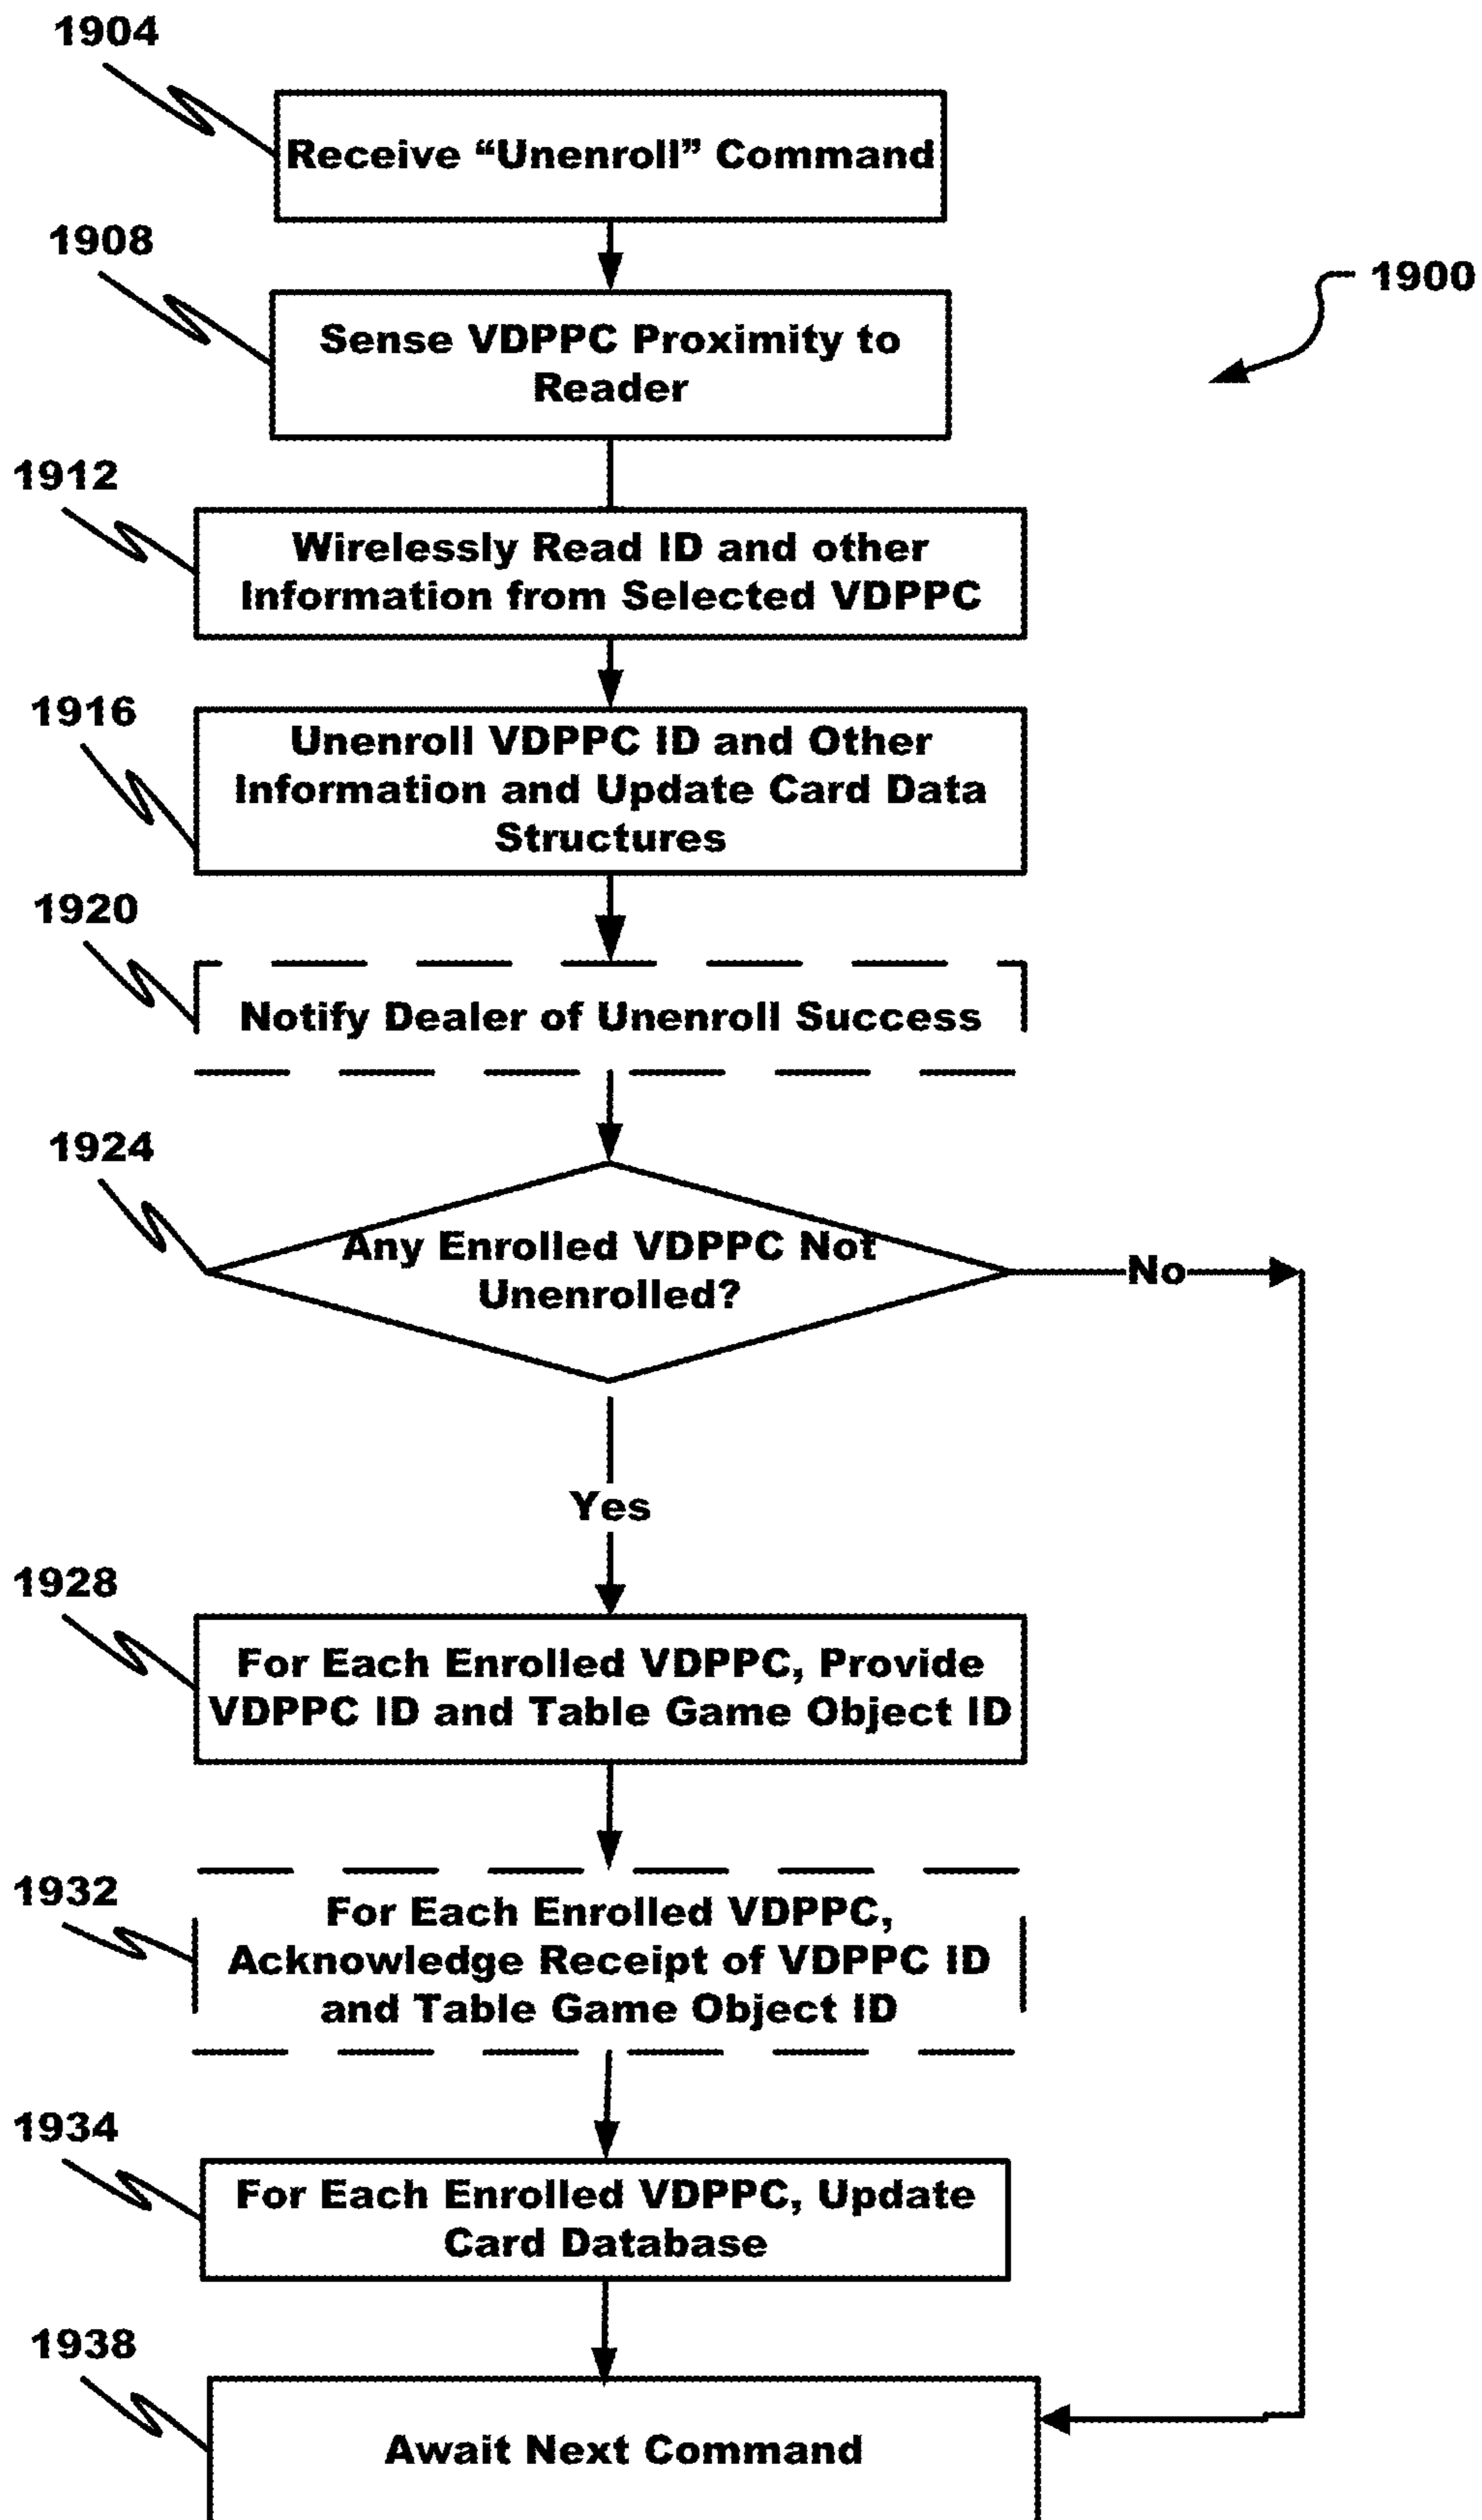 1904
Receive “Unenroll” Command
1908
1900
Sense VDPPC Proximity to
Reader
1912
Wirelessly Read ID and other
Information from Selected VDPPC
1916
Unenroll VDPPC ID and Other
Information and Update Card Data
Structures
1920
Notify Dealer of Unenroll Success
1924
Any Enrolled VDPPC Not
Unenrolled?
No
Yes
1928
For Each Enrolled VDPPC, Provide
VDPPC ID and Table Game Object ID
1932
For Each Enrolled VDPPC,
Acknowledge Receipt of VDPPC ID
and Table Game Object ID
1934
For Each Enrolled VDPPC, Update
Card Database
1938
Await Next Command